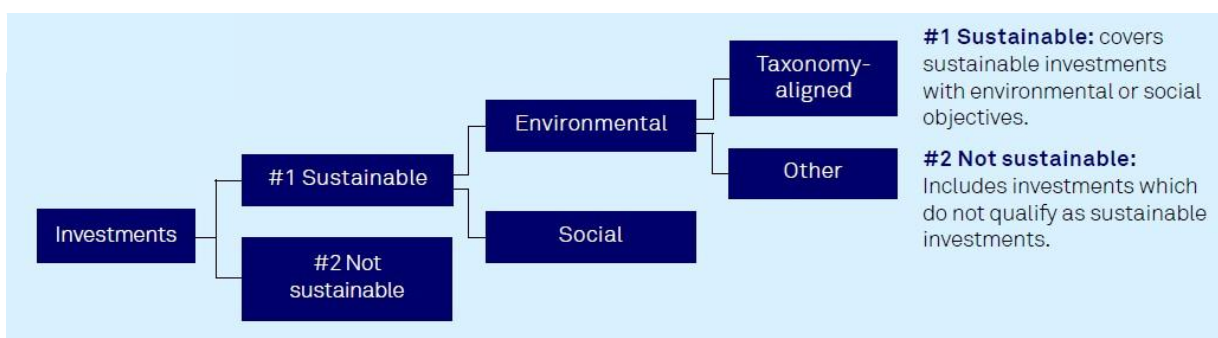 Investments
#1 Sustainable
#2 Not
sustainable
Environmental
Social
Taxonomy-
aligned
Other
#1 Sustainable: covers
sustainable investments
with environmental or social
objectives.
#2 Not sustainable:
Includes investments which
do not qualify as sustainable
investments.